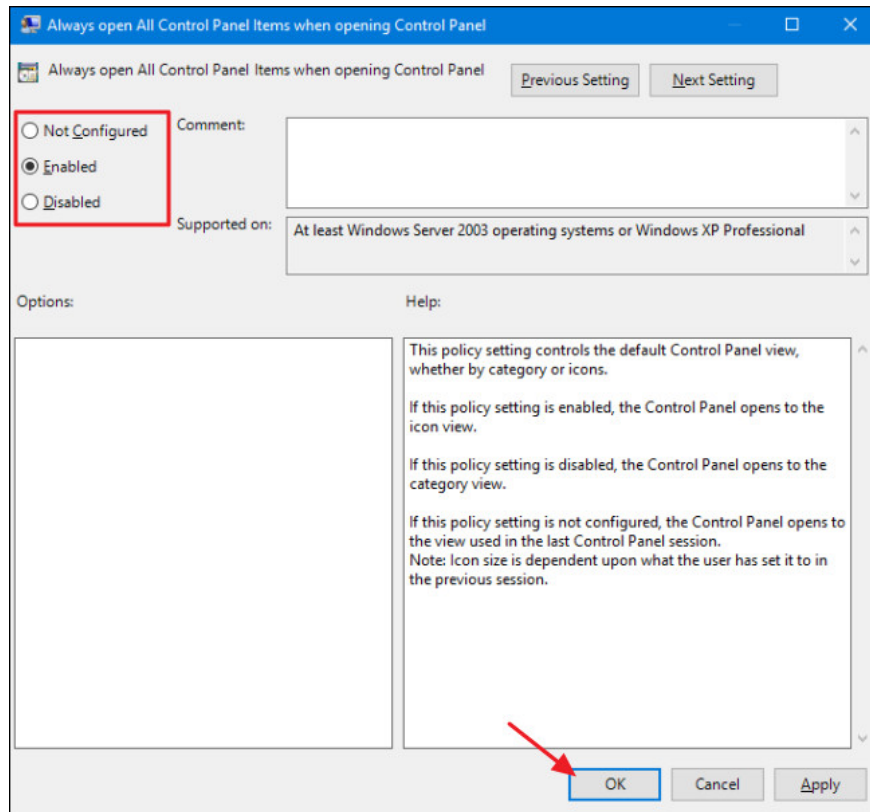 Always open All Control Panel Items when opening Control Panel
Always open All Control Panel Items when opening Control Panel
Previous Setting
Next Setting
Not Configured
Enabled
Disabled
Comment:
Supported on:
At least Windows Server 2003 operating systems or Windows XP Professional
Options:
Help:
This policy setting controls the default Control Panel view,
whether by category or icons.
If this policy setting is enabled, the Control Panel opens to the
icon view.
If this policy setting is disabled, the Control Panel opens to the
category view.
If this policy setting is not configured, the Control Panel opens to
the view used in the last Control Panel session.
Note: Icon size is dependent upon what the user has set it to in
the previous session.
OK
Cancel
Apply